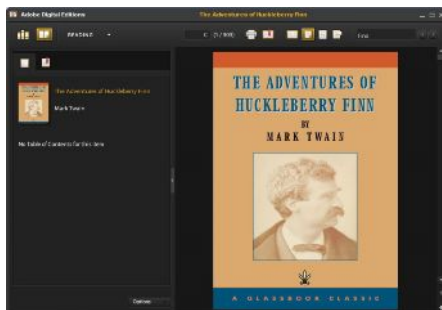 Adobe Digital Editions
The Adventures of Huckleberry Finn
READING
Find
The Adventures of Huckleberry Finn
Mark Twain
No Table of Contents for this item
THE ADVENTURES OF
HUCKLEBERRY FINN
BY
MARK TWAIN
A GLASSBOOK CLASSIC